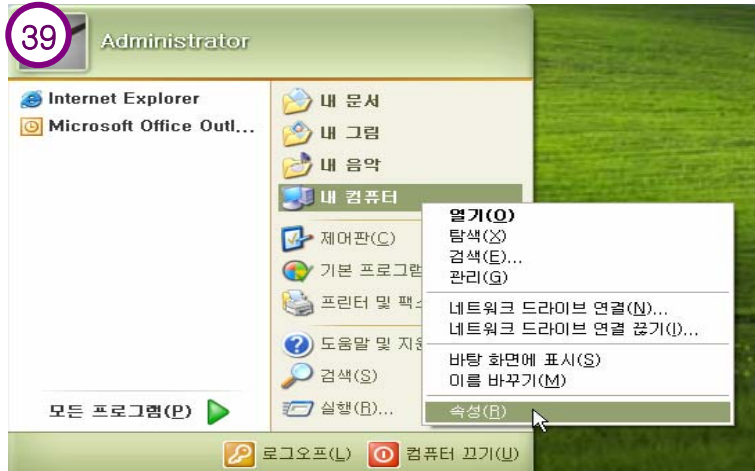 39
Administrator
Internet Explorer
Microsoft Office Outl...
모든 프로그램(P)
내 문서
내 그림
내 음악
내 컴퓨터
제어판(C)
기본 프로그램
프린터 및 팩스
도움말 및 지원
검색(S)
실행(R)...
열기(O)
탐색(X)
검색(E)...
관리(G)
네트워크 드라이브 연결(N)...
네트워크 드라이브 연결 끊기(I)...
바탕 화면에 표시(S)
이름 바꾸기(M)
속성(R)
로그오프(L)
컴퓨터 끄기(U)